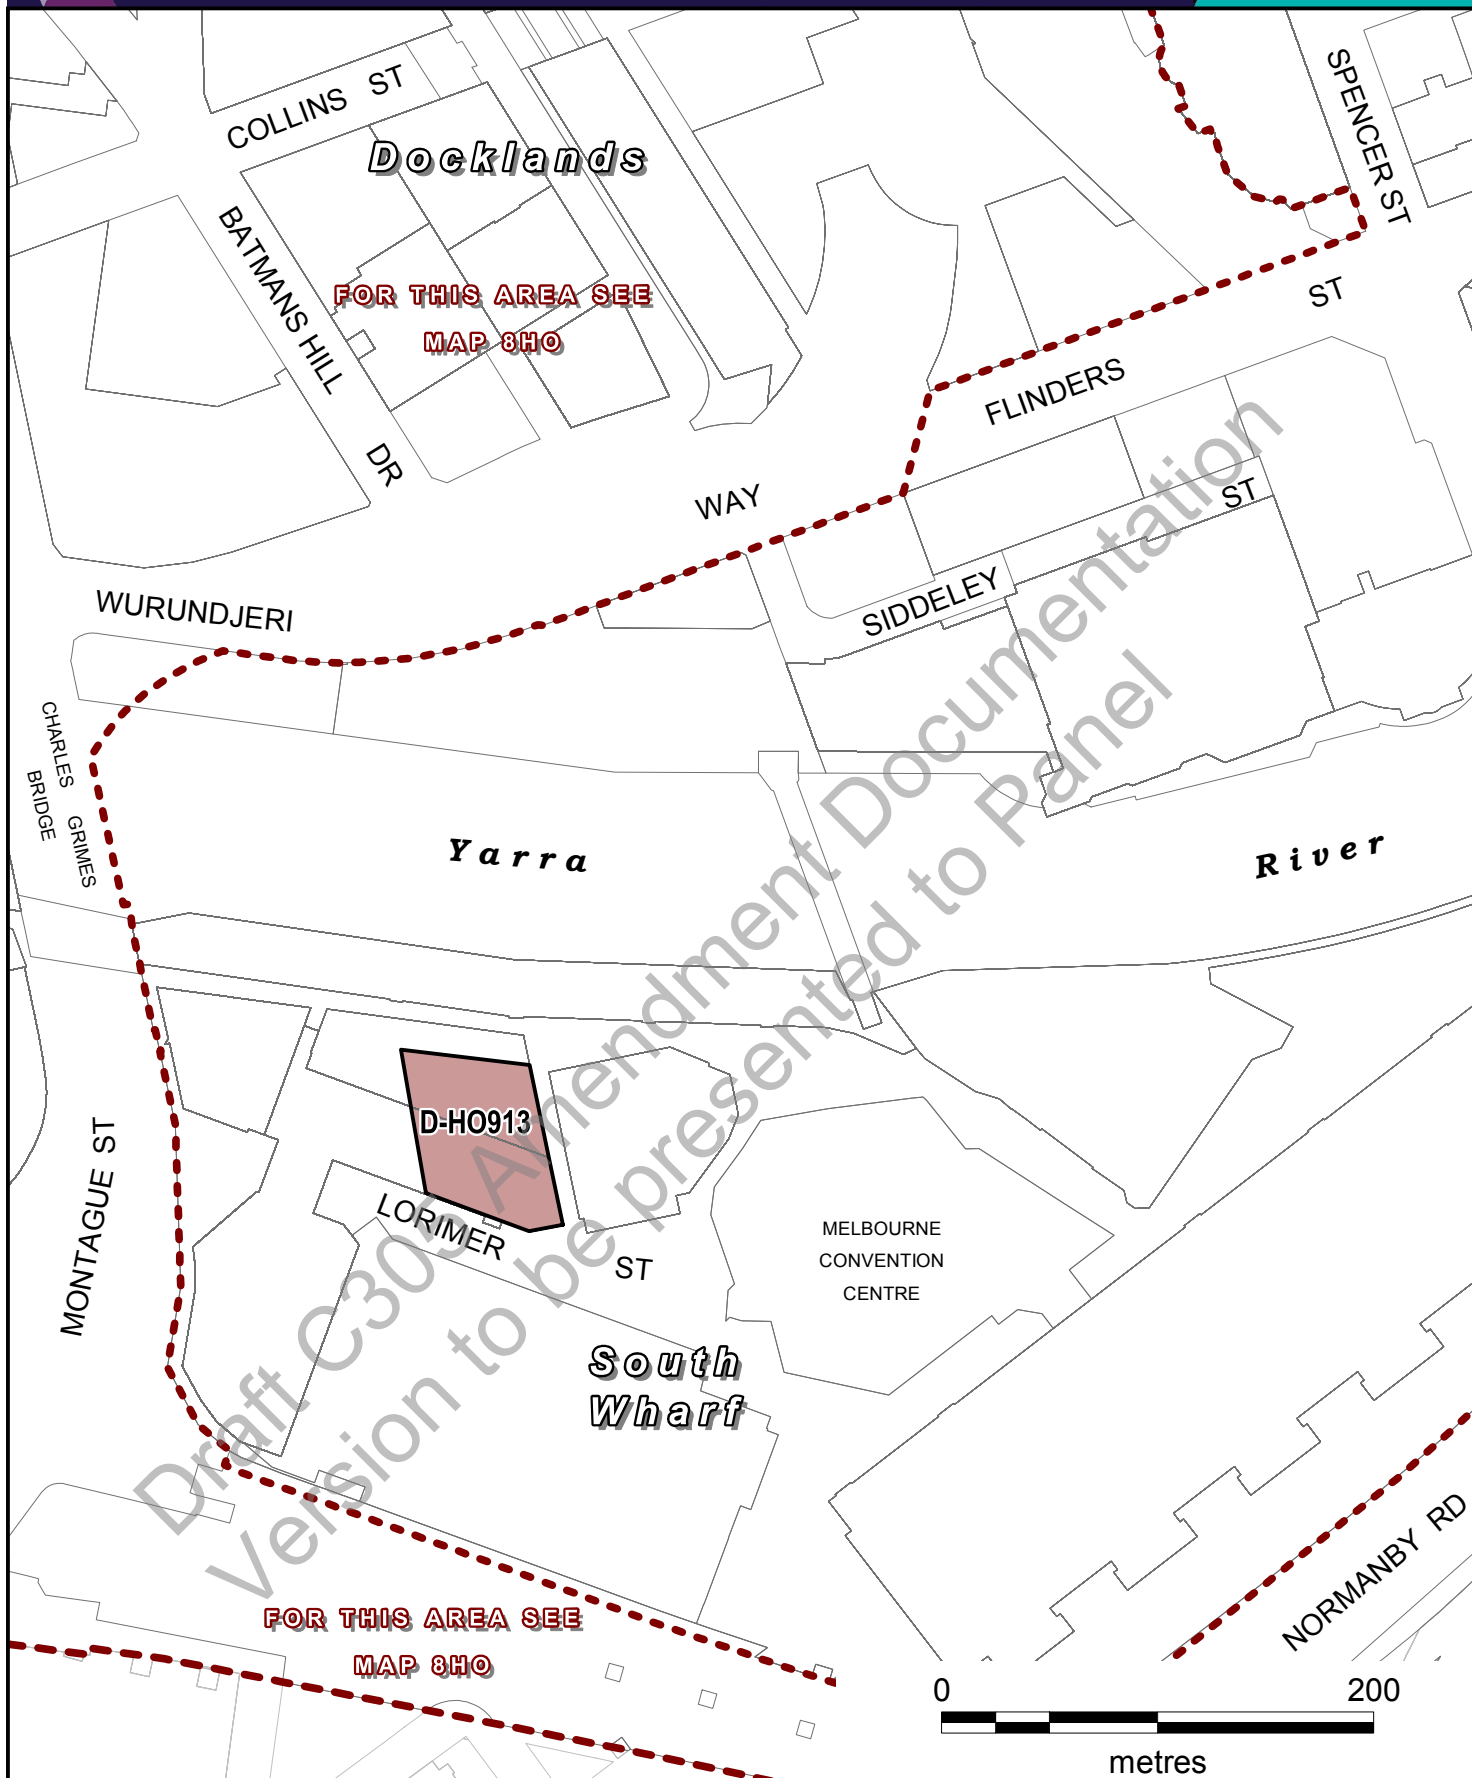 COLLINS ST
SPENCER ST
Docklands
BATMANS HILL DR
FOR THIS AREA SEE
MAP 8HO
FLINDERS ST
WURUNDJERI WAY
SIDDELEY ST
CHARLES GRIMES
BRIDGE
Yarra River
D-HO913
MONTAGUE ST
LORIMER ST
MELBOURNE
CONVENTION
CENTRE
South
Wharf
Draft C305 Amendment Documentation
Version to be presented to Panel
NORMANBY RD
FOR THIS AREA SEE
MAP 8HO
0 200
metres